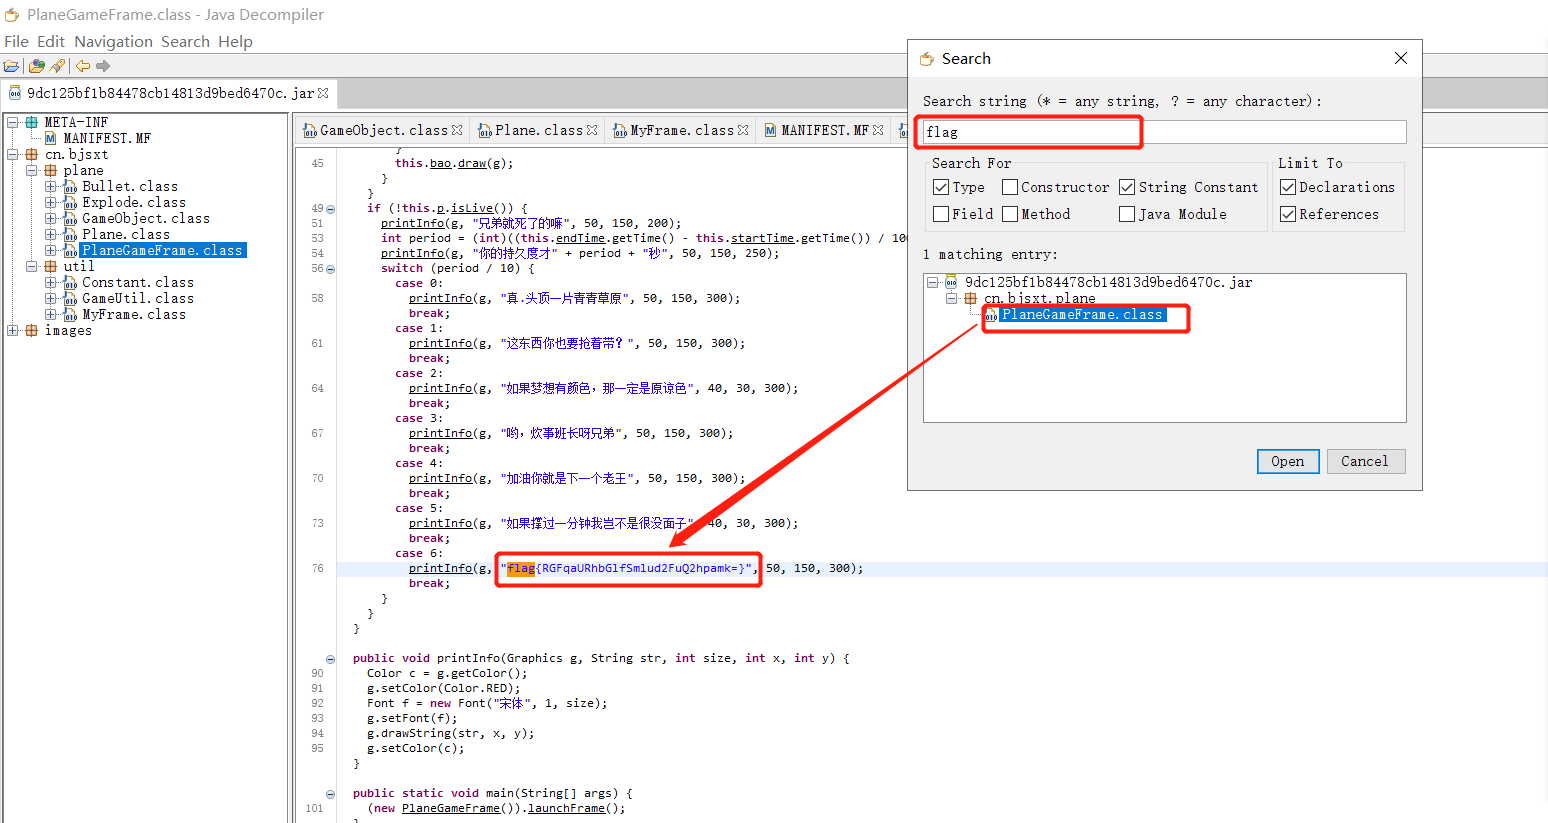 PlaneGameFrame.class - Java Decompiler
File Edit Navigation Search Help
9dc125bf1b84478cb14813d9bed6470c.jar
META-INF
MANIFEST.MF
cn.bjsxt
plane
Bullet.class
Explode.class
GameObject.class
Plane.class
PlaneGameFrame.class
util
Constant.class
GameUtil.class
MyFrame.class
images
GameObject.class Plane.class MyFrame.class MANIFEST.MF
}
45 this.bao.draw(g);
}
}
49 if (!this.p.isLive()) {
51 printInfo(g, "兄弟就死了的嘛", 50, 150, 200);
53 int period = (int)((this.endTime.getTime() - this.startTime.getTime()) / 100
54 printInfo(g, "你的持久度才" + period + "秒", 50, 150, 250);
56 switch (period / 10) {
case 0:
58 printInfo(g, "真.头顶一片青青草原", 50, 150, 300);
break;
case 1:
61 printInfo(g, "这东西你也要抢着带？", 50, 150, 300);
break;
case 2:
64 printInfo(g, "如果梦想有颜色，那一定是原谅色", 40, 30, 300);
break;
case 3:
67 printInfo(g, "哟，炊事班长呀兄弟", 50, 150, 300);
break;
case 4:
70 printInfo(g, "加油你就是下一个老王", 50, 150, 300);
break;
case 5:
73 printInfo(g, "如果撑过一分钟我岂不是很没面子", 40, 30, 300);
break;
case 6:
76 printInfo(g, "flag{RGFqaURhbGlfSmlud2FuQ2hpamk=}", 50, 150, 300);
break;
}
}
}
public void printInfo(Graphics g, String str, int size, int x, int y) {
90 Color c = g.getColor();
91 g.setColor(Color.RED);
92 Font f = new Font("宋体", 1, size);
93 g.setFont(f);
94 g.drawString(str, x, y);
95 g.setColor(c);
}
public static void main(String[] args) {
101 (new PlaneGameFrame()).launchFrame();
Search
Search string (* = any string, ? = any character):
flag
Search For
Type Constructor String Constant
Field Method Java Module
Limit To
Declarations
References
1 matching entry:
9dc125bf1b84478cb14813d9bed6470c.jar
cn.bjsxt.plane
PlaneGameFrame.class
Open Cancel